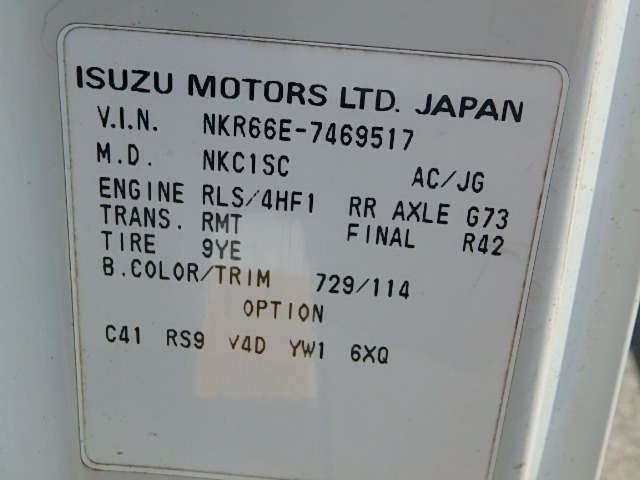 ISUZU MOTORS LTD. JAPAN
V.I.N. NKR66E-7469517
M.D. NKC1SC AC/JG
ENGINE RLS/4HF1 RR AXLE G73
TRANS. RMT FINAL R42
TIRE 9YE
B.COLOR/TRIM 729/114
OPTION
C41 RS9 V4D YW1 6XQ